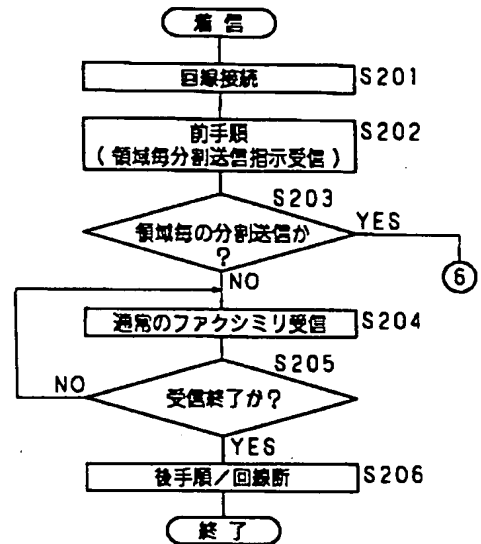 着信
回線接続
S201
前手順
(領域毎分割送信指示受信)
S202
S203
領域毎の分割送信か
?
YES
6
NO
通常のファクシミリ受信
S204
S205
受信終了か?
NO
YES
後手順/回線断
S206
終了